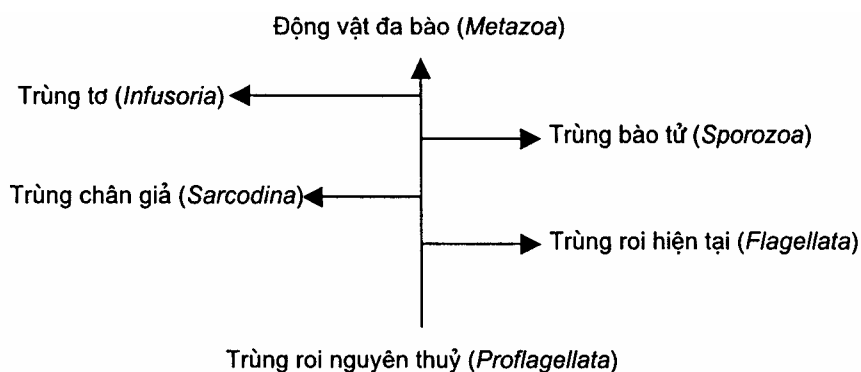 Động vật đa bào (Metazoa)
Trùng tơ (Infusoria)
Trùng bào tử (Sporozoa)
Trùng chân giả (Sarcodina)
Trùng roi hiện tại (Flagellata)
Trùng roi nguyên thuỷ (Proflagellata)